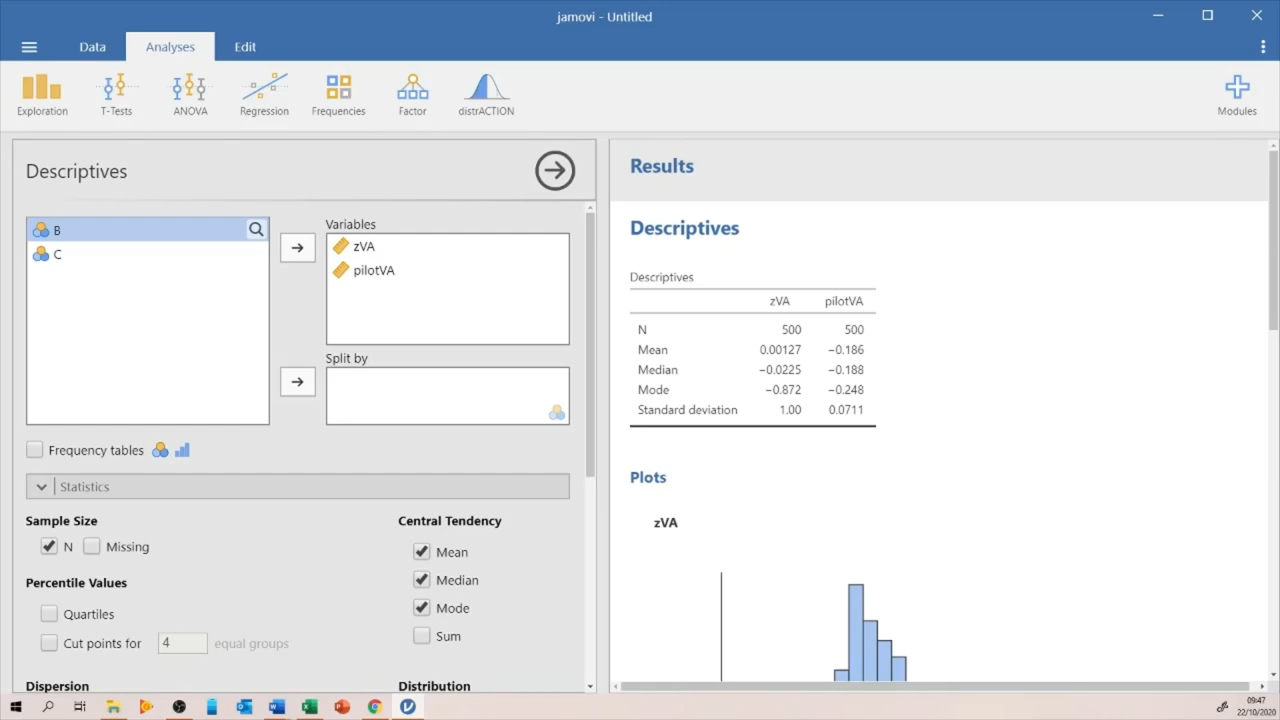 jamovi - Untitled
Data Analyses Edit
Exploration T-Tests ANOVA Regression Frequencies Factor distrACTION Modules
Descriptives
B
C
Variables
zVA
pilotVA
Split by
Frequency tables
Statistics
Sample Size
N Missing
Percentile Values
Quartiles
Cut points for 4 equal groups
Dispersion
Central Tendency
Mean
Median
Mode
Sum
Distribution
Results
Descriptives
Descriptives
zVA pilotVA
N 500 500
Mean 0.00127 −0.186
Median −0.0225 −0.188
Mode −0.872 −0.248
Standard deviation 1.00 0.0711
Plots
zVA
09:47
22/10/2020